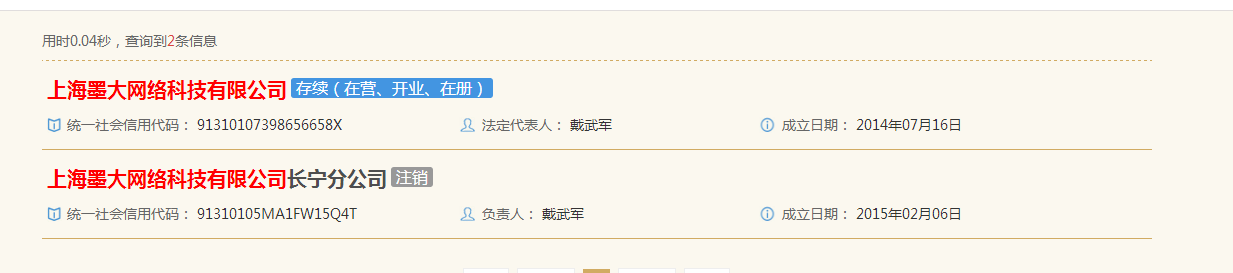 用时0.04秒，查询到2条信息
上海墨大网络科技有限公司 存续（在营、开业、在册）
统一社会信用代码： 91310107398656658X 法定代表人： 戴武军 成立日期： 2014年07月16日
上海墨大网络科技有限公司长宁分公司 注销
统一社会信用代码： 91310105MA1FW15Q4T 负责人： 戴武军 成立日期： 2015年02月06日